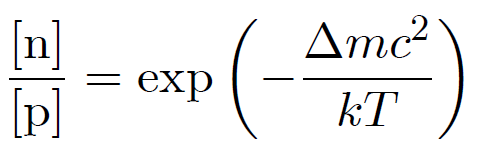 [n]/[p] = exp(−Δmc²/kT)